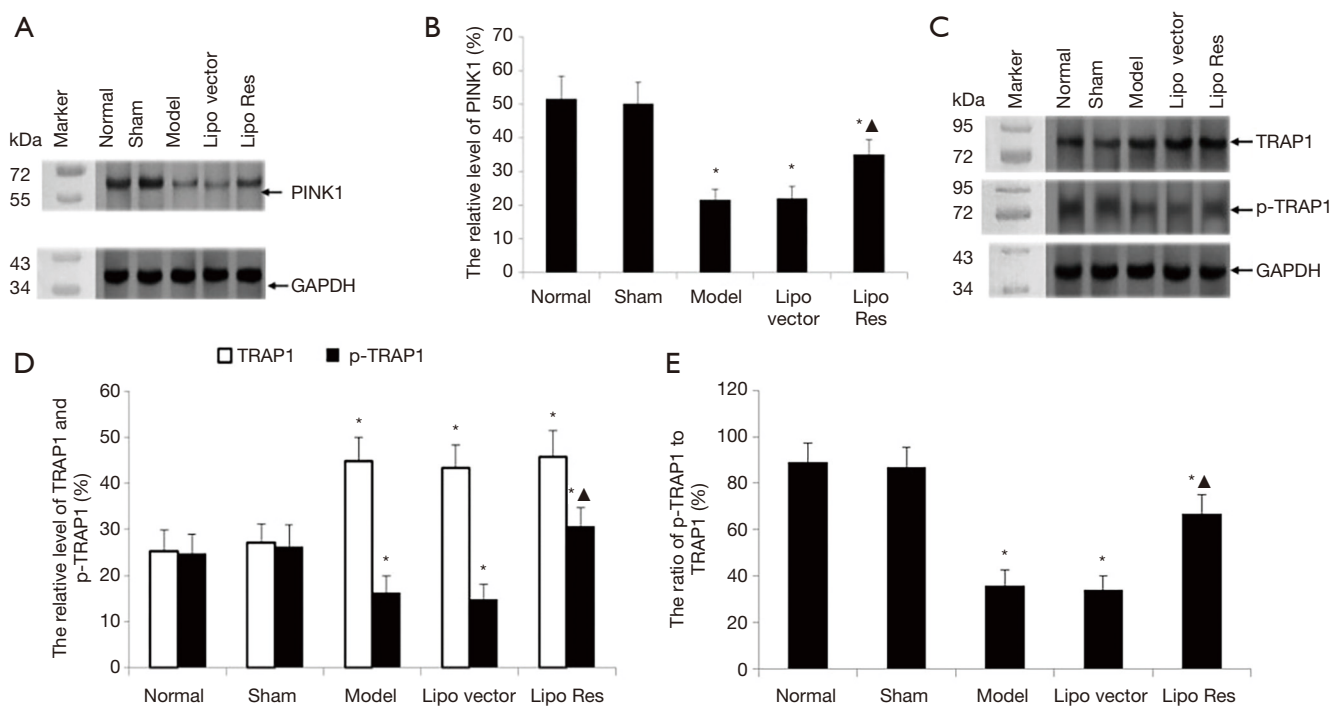 A
kDa
Marker
Normal
Sham
Model
Lipo vector
Lipo Res
72
55
PINK1
43
34
GAPDH
B
The relative level of PINK1 (%)
70
60
50
40
30
20
10
0
*
*
*▲
Normal
Sham
Model
Lipo
vector
Lipo
Res
C
kDa
Marker
Normal
Sham
Model
Lipo vector
Lipo Res
95
72
TRAP1
95
72
p-TRAP1
43
34
GAPDH
D
TRAP1
p-TRAP1
The relative level of TRAP1 and
p-TRAP1 (%)
60
50
40
30
20
10
0
*
*
*
*
*
*▲
Normal
Sham
Model
Lipo vector
Lipo Res
E
The ratio of p-TRAP1 to
TRAP1 (%)
120
100
80
60
40
20
0
*
*
*▲
Normal
Sham
Model
Lipo vector
Lipo Res